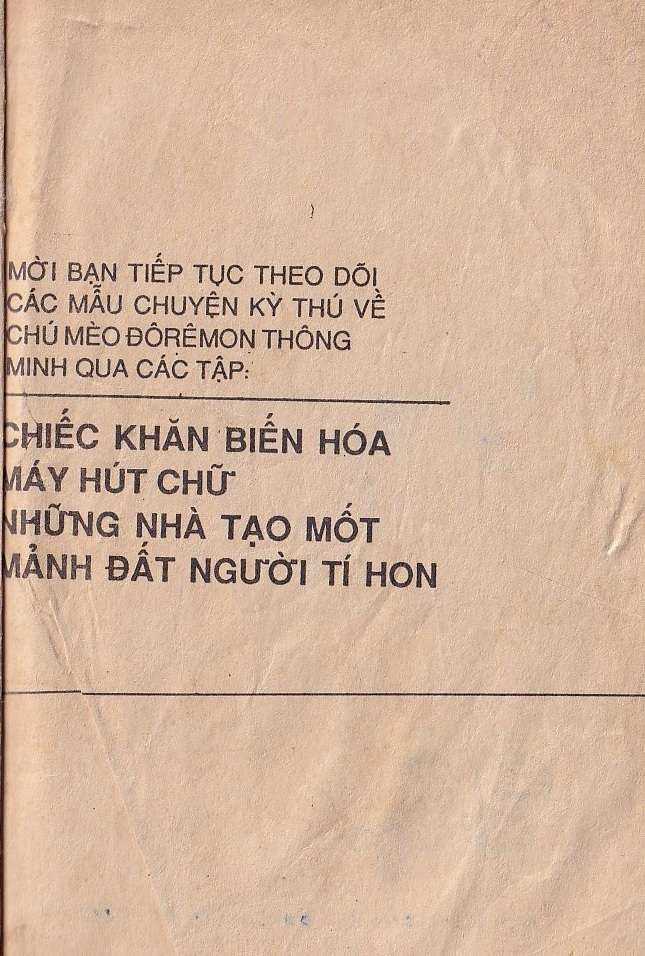 MỜI BẠN TIẾP TỤC THEO DÕI
CÁC MẪU CHUYỆN KỲ THÚ VỀ
CHÚ MÈO ĐÔRÊMON THÔNG
MINH QUA CÁC TẬP:
CHIẾC KHĂN BIẾN HÓA
MÁY HÚT CHỮ
NHỮNG NHÀ TẠO MỐT
MẢNH ĐẤT NGƯỜI TÍ HON